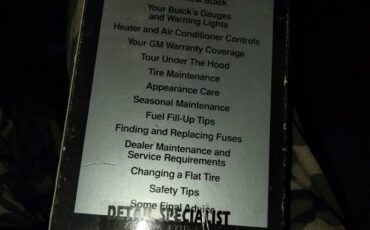 New Buick
Your Buick's Gauges
and Warning Lights
Heater and Air Conditioner Controls
Your GM Warranty Coverage
Tour Under The Hood
Tire Maintenance
Appearance Care
Seasonal Maintenance
Fuel Fill-Up Tips
Finding and Replacing Fuses
Dealer Maintenance and
Service Requirements
Changing a Flat Tire
Safety Tips
Some Final Advice
DETAIL SPECIALIST